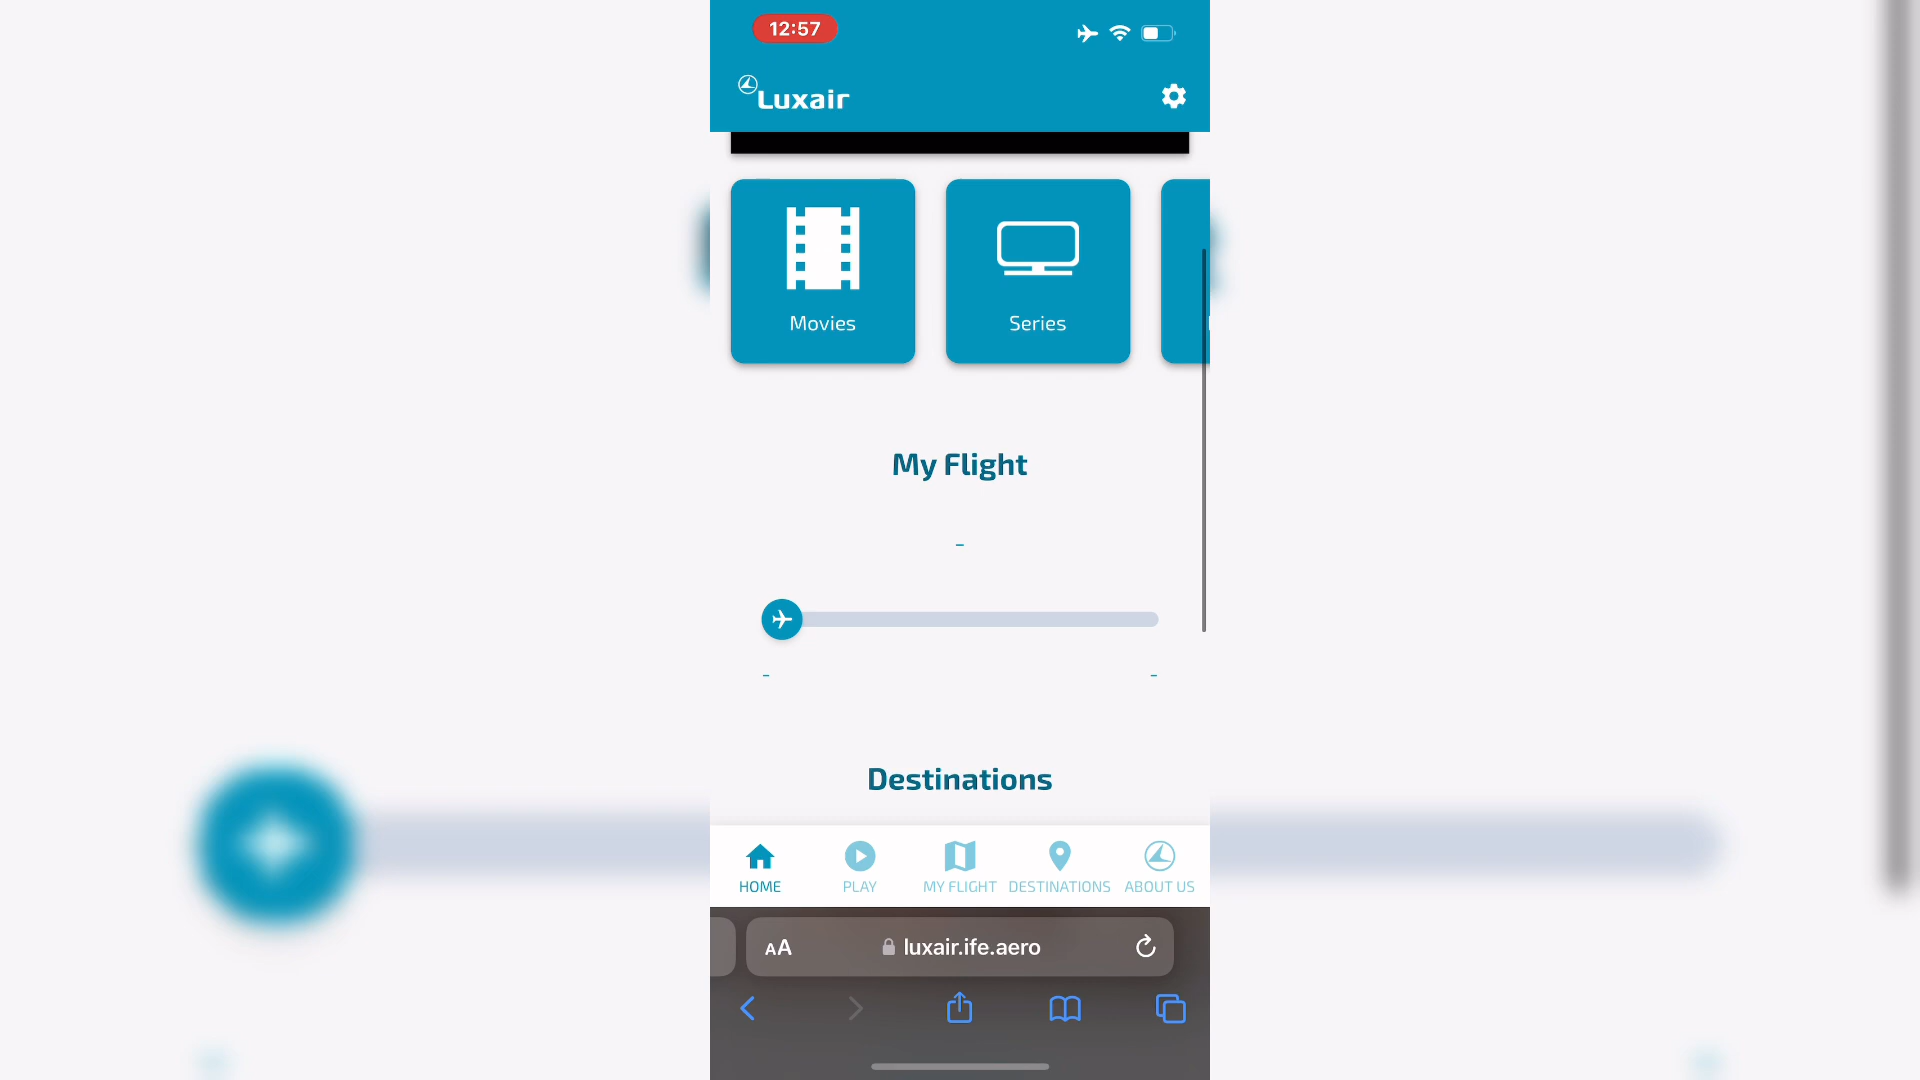 12:57
Luxair
Movies
Series
My Flight
-
-
-
Destinations
HOME
PLAY
MY FLIGHT
DESTINATIONS
ABOUT US
AA
luxair.ife.aero